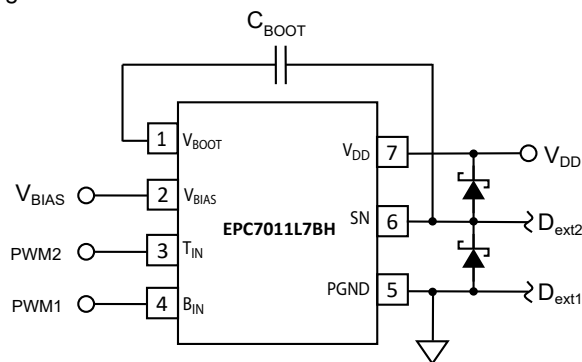 C_BOOT
1 V_BOOT
V_DD 7 V_DD
V_BIAS 2 V_BIAS
EPC7011L7BH
SN 6 D_ext2
PWM2 3 T_IN
PGND 5 D_ext1
PWM1 4 B_IN